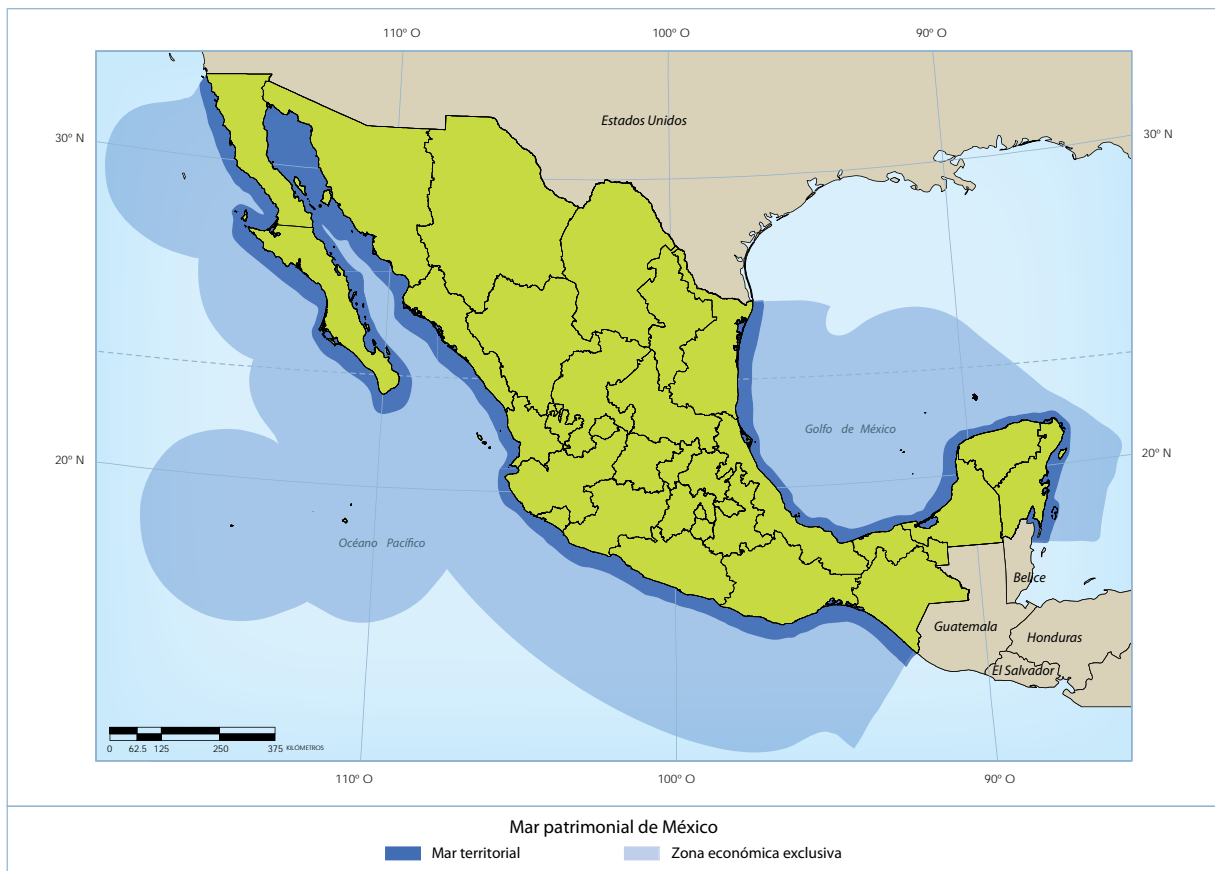 110º O
100º O
90º O
Estados Unidos
30º N
30º N
Golfo de México
20º N
20º N
Océano Pacífico
Belice
Guatemala
Honduras
El Salvador
0 62.5 125 250 375 KILÓMETROS
110º O
100º O
90º O
Mar patrimonial de México
Mar territorial
Zona económica exclusiva